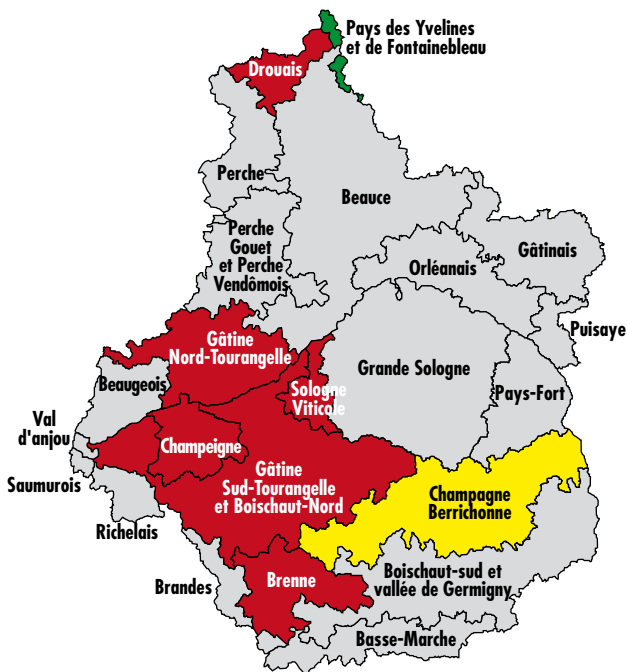 Pays des Yvelines
et de Fontainebleau
Drouais
Perche
Beauce
Perche
Gouet
et Perche
Vendômois
Gâtinais
Orléanais
Puisaye
Gâtine
Nord-Tourangelle
Grande Sologne
Beaugeois
Sologne
Viticole
Pays-Fort
Val
d'anjou
Champeigne
Gâtine
Sud-Tourangelle
et Boischaut-Nord
Saumurois
Champagne
Berrichonne
Richelais
Brandes
Brenne
Boischaut-sud et
vallée de Germigny
Basse-Marche